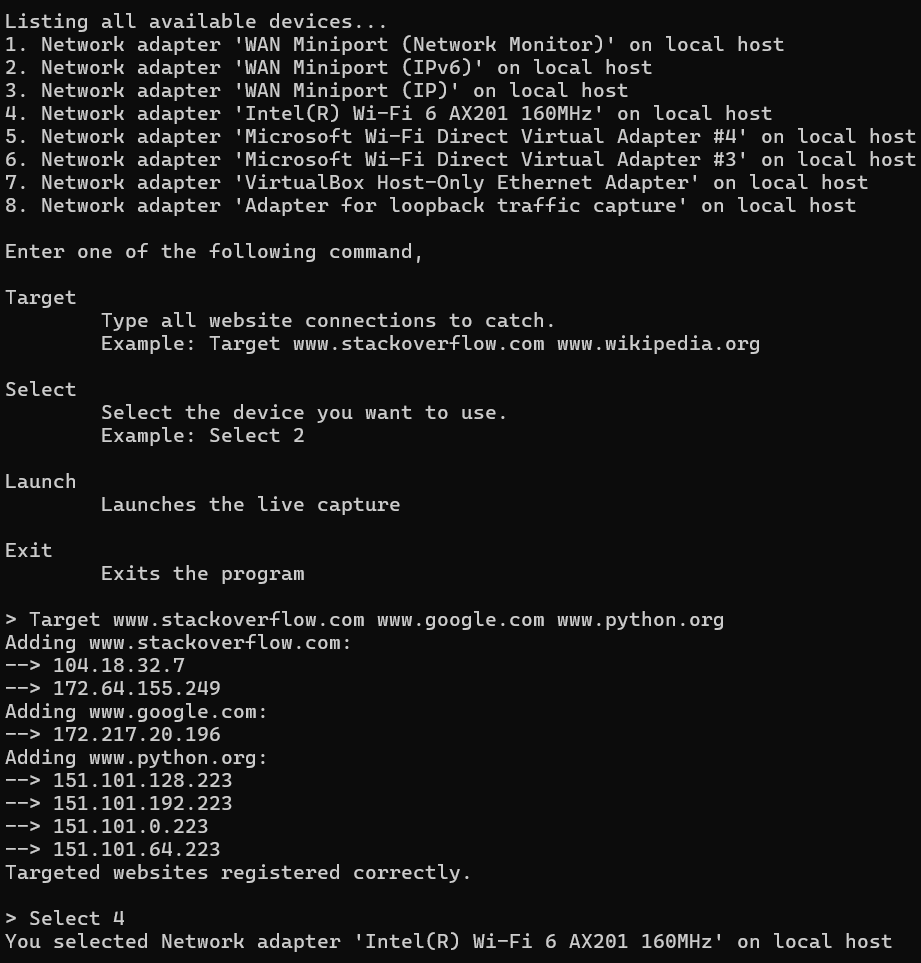 Listing all available devices...
1. Network adapter 'WAN Miniport (Network Monitor)' on local host
2. Network adapter 'WAN Miniport (IPv6)' on local host
3. Network adapter 'WAN Miniport (IP)' on local host
4. Network adapter 'Intel(R) Wi-Fi 6 AX201 160MHz' on local host
5. Network adapter 'Microsoft Wi-Fi Direct Virtual Adapter #4' on local host
6. Network adapter 'Microsoft Wi-Fi Direct Virtual Adapter #3' on local host
7. Network adapter 'VirtualBox Host-Only Ethernet Adapter' on local host
8. Network adapter 'Adapter for loopback traffic capture' on local host

Enter one of the following command,

Target
        Type all website connections to catch.
        Example: Target www.stackoverflow.com www.wikipedia.org

Select
        Select the device you want to use.
        Example: Select 2

Launch
        Launches the live capture

Exit
        Exits the program

> Target www.stackoverflow.com www.google.com www.python.org
Adding www.stackoverflow.com:
--> 104.18.32.7
--> 172.64.155.249
Adding www.google.com:
--> 172.217.20.196
Adding www.python.org:
--> 151.101.128.223
--> 151.101.192.223
--> 151.101.0.223
--> 151.101.64.223
Targeted websites registered correctly.

> Select 4
You selected Network adapter 'Intel(R) Wi-Fi 6 AX201 160MHz' on local host